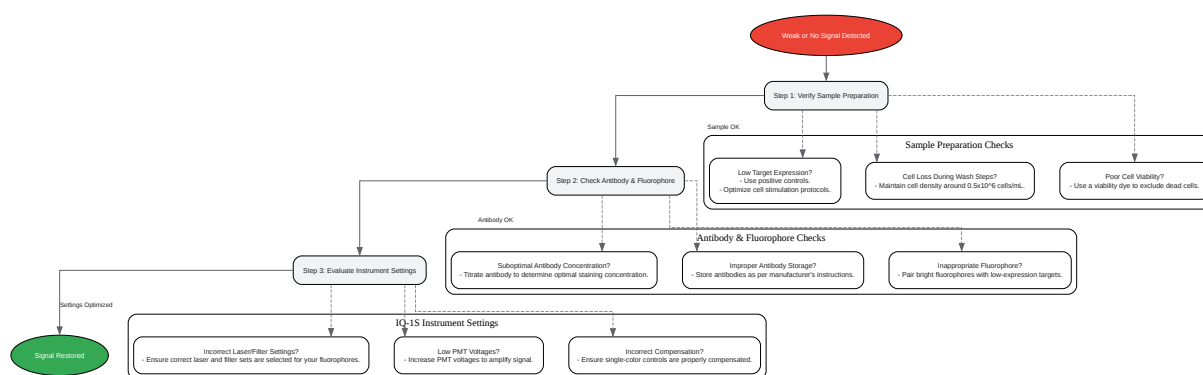 Weak or No Signal Detected
Step 1: Verify Sample Preparation
Sample OK
Sample Preparation Checks
Low Target Expression?
- Use positive controls.
- Optimize cell stimulation protocols.
Cell Loss During Wash Steps?
- Maintain cell density around 0.5x10^6 cells/mL.
Poor Cell Viability?
- Use a viability dye to exclude dead cells.
Step 2: Check Antibody & Fluorophore
Antibody OK
Antibody & Fluorophore Checks
Suboptimal Antibody Concentration?
- Titrate antibody to determine optimal staining concentration.
Improper Antibody Storage?
- Store antibodies as per manufacturer's instructions.
Inappropriate Fluorophore?
- Pair bright fluorophores with low-expression targets.
Step 3: Evaluate Instrument Settings
Settings Optimized
IQ-1S Instrument Settings
Incorrect Laser/Filter Settings?
- Ensure correct laser and filter sets are selected for your fluorophores.
Low PMT Voltages?
- Increase PMT voltages to amplify signal.
Incorrect Compensation?
- Ensure single-color controls are properly compensated.
Signal Restored